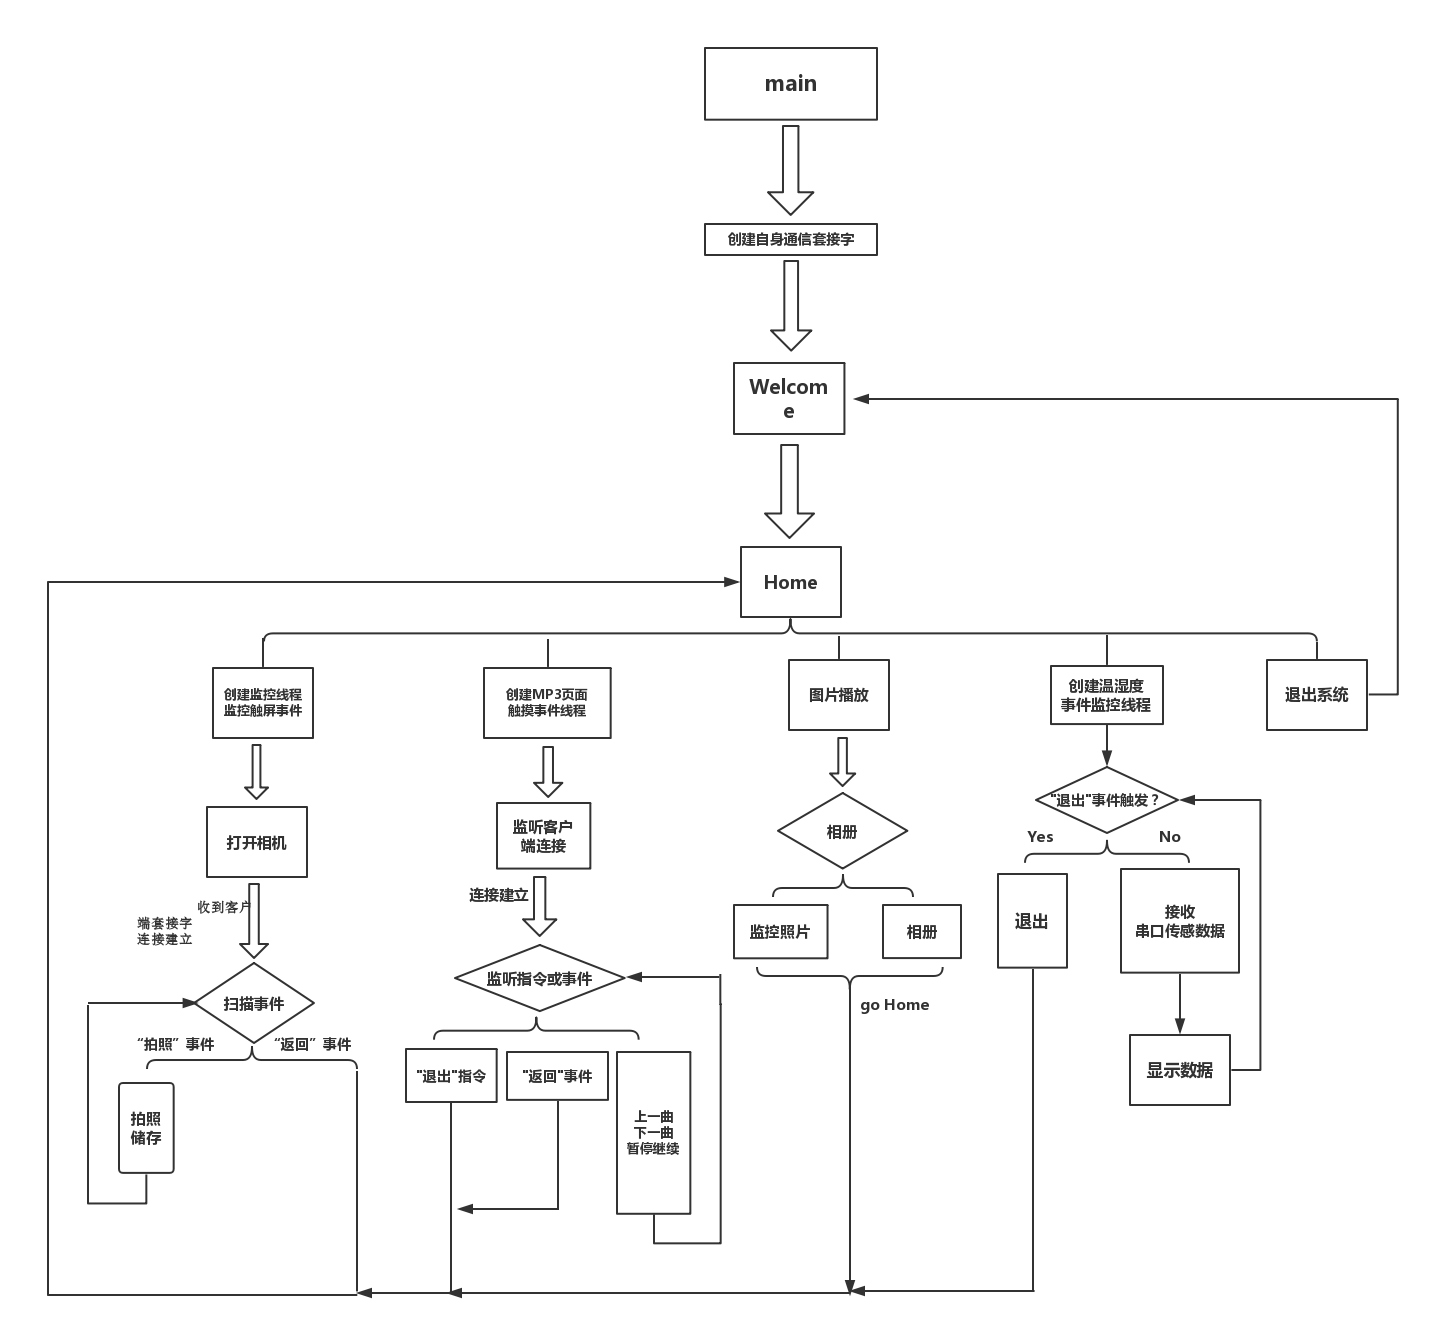 main
创建自身通信套接字
Welcom
e
Home
创建监控线程
监控触屏事件
创建MP3页面
触摸事件线程
图片播放
创建温湿度
事件监控线程
退出系统
打开相机
监听客户
端连接
相册
"退出"事件触发？
Yes
No
收到客户
端套接字
连接建立
连接建立
监控照片
相册
退出
接收
串口传感数据
扫描事件
监听指令或事件
go Home
“拍照”事件
“返回”事件
"退出"指令
"返回"事件
上一曲
下一曲
暂停继续
显示数据
拍照
储存